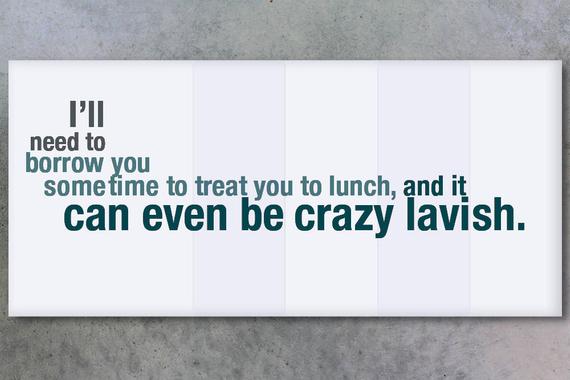 I'll
need to
borrow you
sometime to treat you to lunch, and it
can even be crazy lavish.